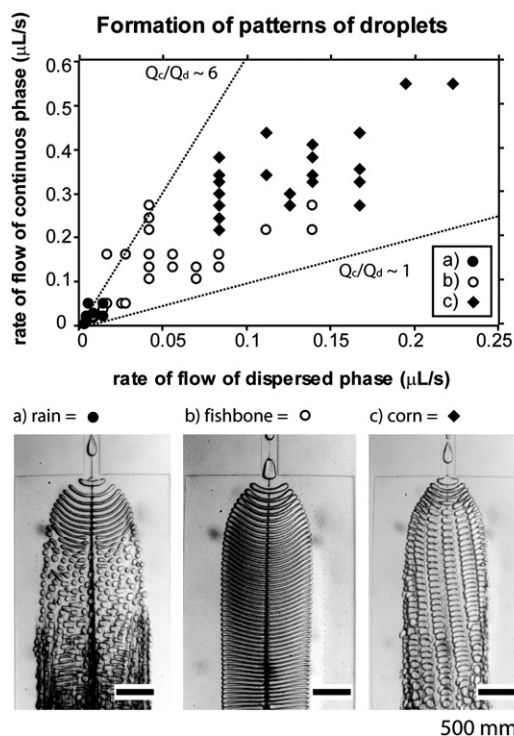 Formation of patterns of droplets
rate of flow of continuos phase (µL/s)
0.6
0.5
0.4
0.3
0.2
0.1
0
Qc/Qd ~ 6
Qc/Qd ~ 1
a) ●
b) ○
c) ◆
0 0.05 0.1 0.15 0.2 0.25
rate of flow of dispersed phase (µL/s)
a) rain = ● b) fishbone = ○ c) corn = ◆
500 mm